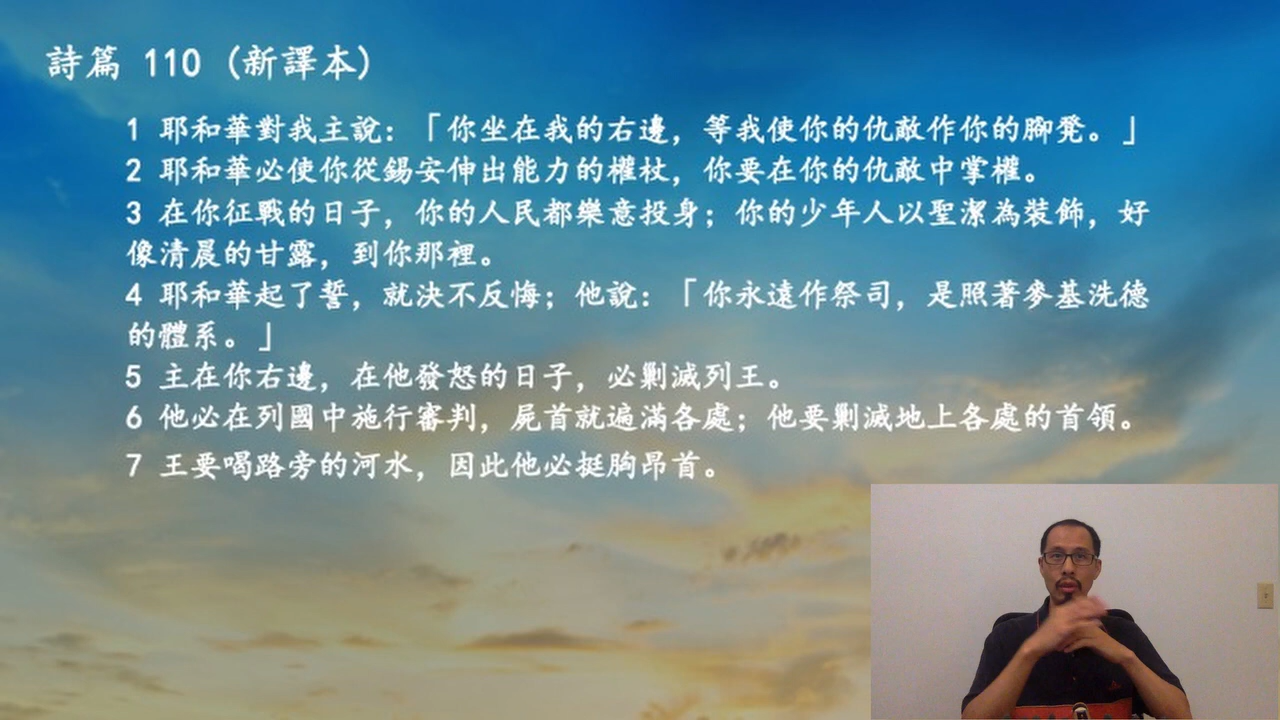 詩篇 110 (新譯本)
1 耶和華對我主說：「你坐在我的右邊，等我使你的仇敵作你的腳凳。」
2 耶和華必使你從錫安伸出能力的權杖，你要在你的仇敵中掌權。
3 在你征戰的日子，你的人民都樂意投身；你的少年人以聖潔為裝飾，好
像清晨的甘露，到你那裡。
4 耶和華起了誓，就決不反悔；他說：「你永遠作祭司，是照著麥基洗德
的體系。」
5 主在你右邊，在他發怒的日子，必剿滅列王。
6 他必在列國中施行審判，屍首就遍滿各處；他要剿滅地上各處的首領。
7 王要喝路旁的河水，因此他必挺胸昂首。